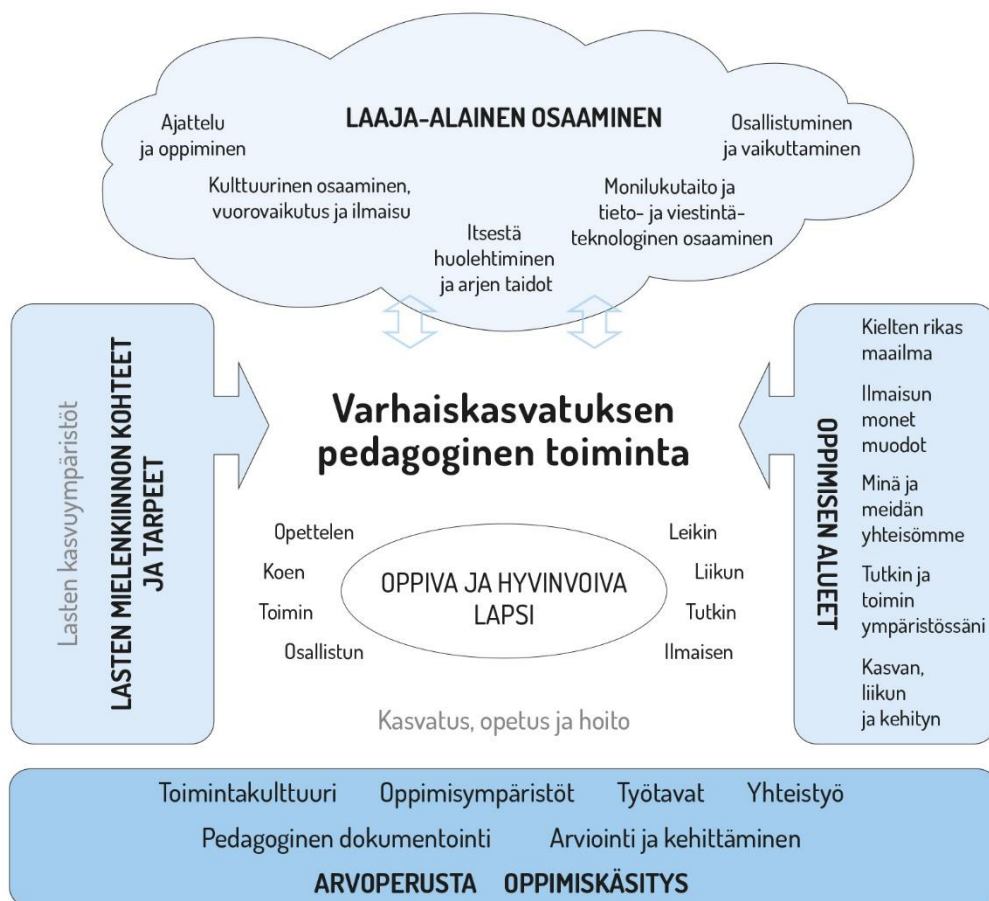 LAAJA-ALAINEN OSAAMINEN
Ajattelu
ja oppiminen
Kulttuurinen osaaminen,
vuorovaikutus ja ilmaisu
Itsestä
huolehtiminen
ja arjen taidot
Monilukutaito ja
tieto- ja viestintä-
teknologinen osaaminen
Osallistuminen
ja vaikuttaminen
Lasten kasvuympäristöt
LASTEN MIELENKIINNON KOHTEET
JA TARPEET
Varhaiskasvatuksen
pedagoginen toiminta
Opettelen
Koen
Toimin
Osallistun
OPPIVA JA HYVINVOIVA
LAPSI
Leikin
Liikun
Tutkin
Ilmaisen
Kasvatus, opetus ja hoito
OPPIMISEN ALUEET
Kielten rikas
maailma
Ilmaisun
monet
muodot
Minä ja
meidän
yhteisömme
Tutkin ja
toimin
ympäristössäni
Kasvan,
liikun
ja kehityn
Toimintakulttuuri Oppimisympäristöt Työtavat Yhteistyö
Pedagoginen dokumentointi Arviointi ja kehittäminen
ARVOPERUSTA OPPIMISKÄSITYS